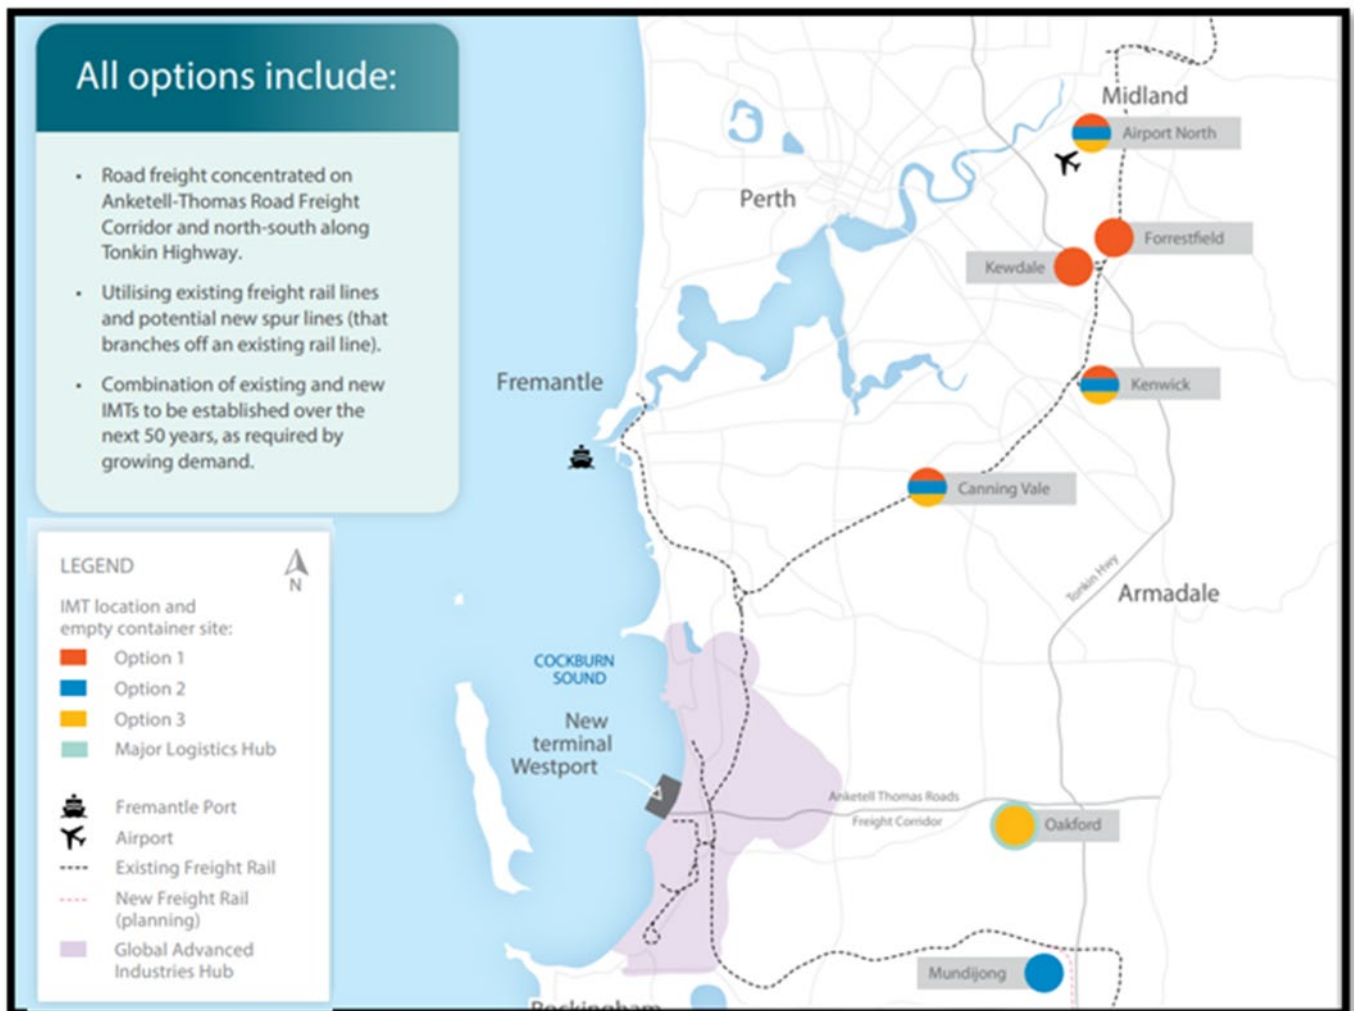 All options include:
• Road freight concentrated on
Anketell-Thomas Road Freight
Corridor and north-south along
Tonkin Highway.
• Utilising existing freight rail lines
and potential new spur lines (that
branches off an existing rail line).
• Combination of existing and new
IMTs to be established over the
next 50 years, as required by
growing demand.
LEGEND
N
IMT location and
empty container site:
Option 1
Option 2
Option 3
Major Logistics Hub
Fremantle Port
Airport
Existing Freight Rail
New Freight Rail
(planning)
Global Advanced
Industries Hub
Midland
Airport North
Perth
Forrestfield
Kewdale
Fremantle
Kenwick
Canning Vale
Tonkin Hwy
Armadale
COCKBURN
SOUND
New
terminal
Westport
Anketell Thomas Roads
Freight Corridor
Oakford
Mundijong
Rockingham